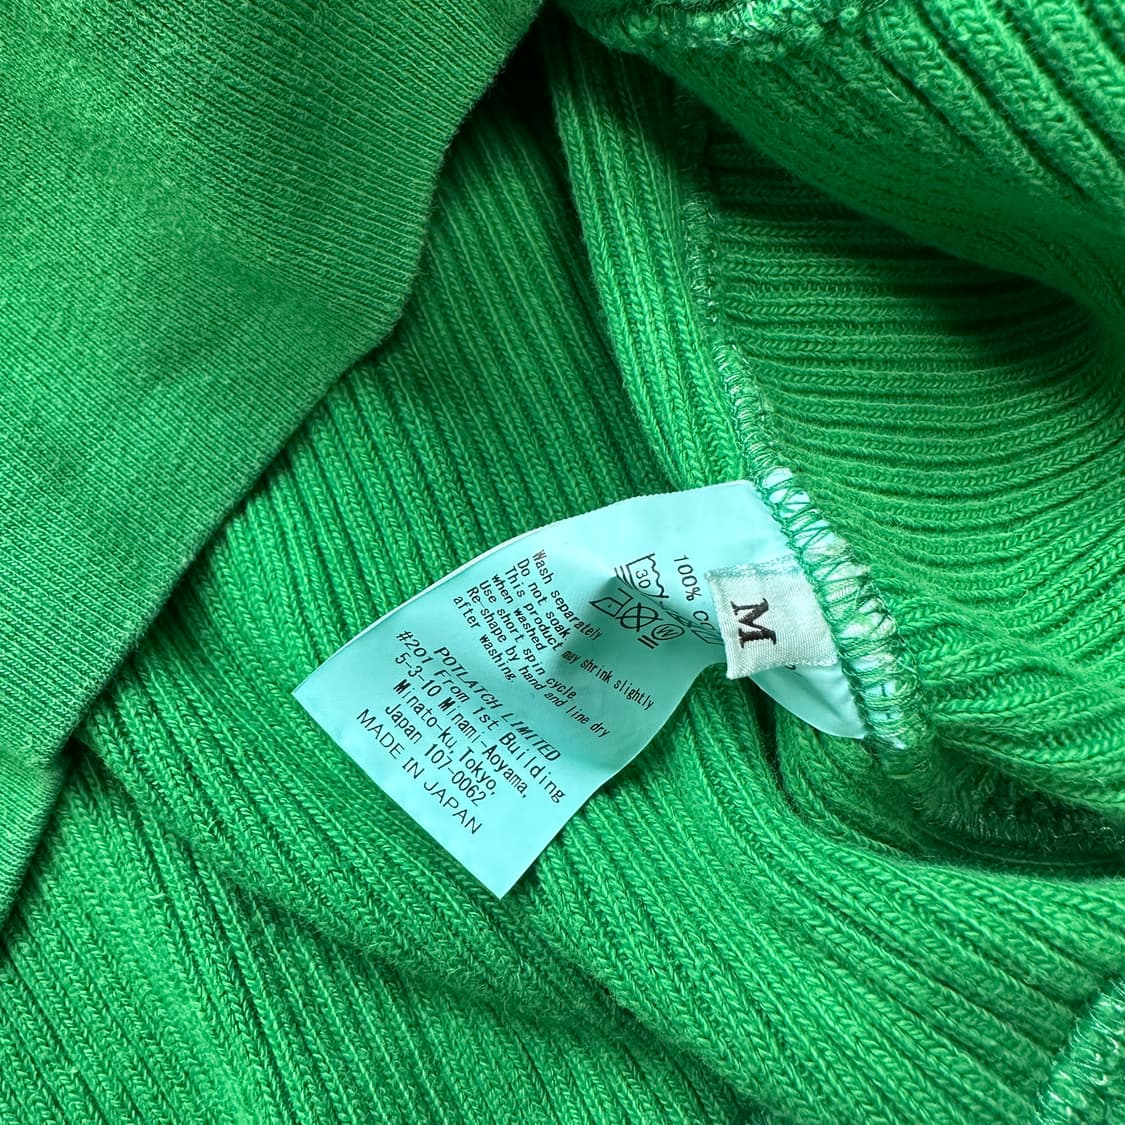 100%
30
W
M
Wash separately
Do not soak
This product may shrink slightly
when washed
Use short spin cycle
Re-shape by hand and line dry
after washing.
POTLATCH LIMITED
#201 From 1st Building
5-3-10 Minami-Aoyama,
Minato-ku, Tokyo,
Japan 107-0062
MADE IN JAPAN